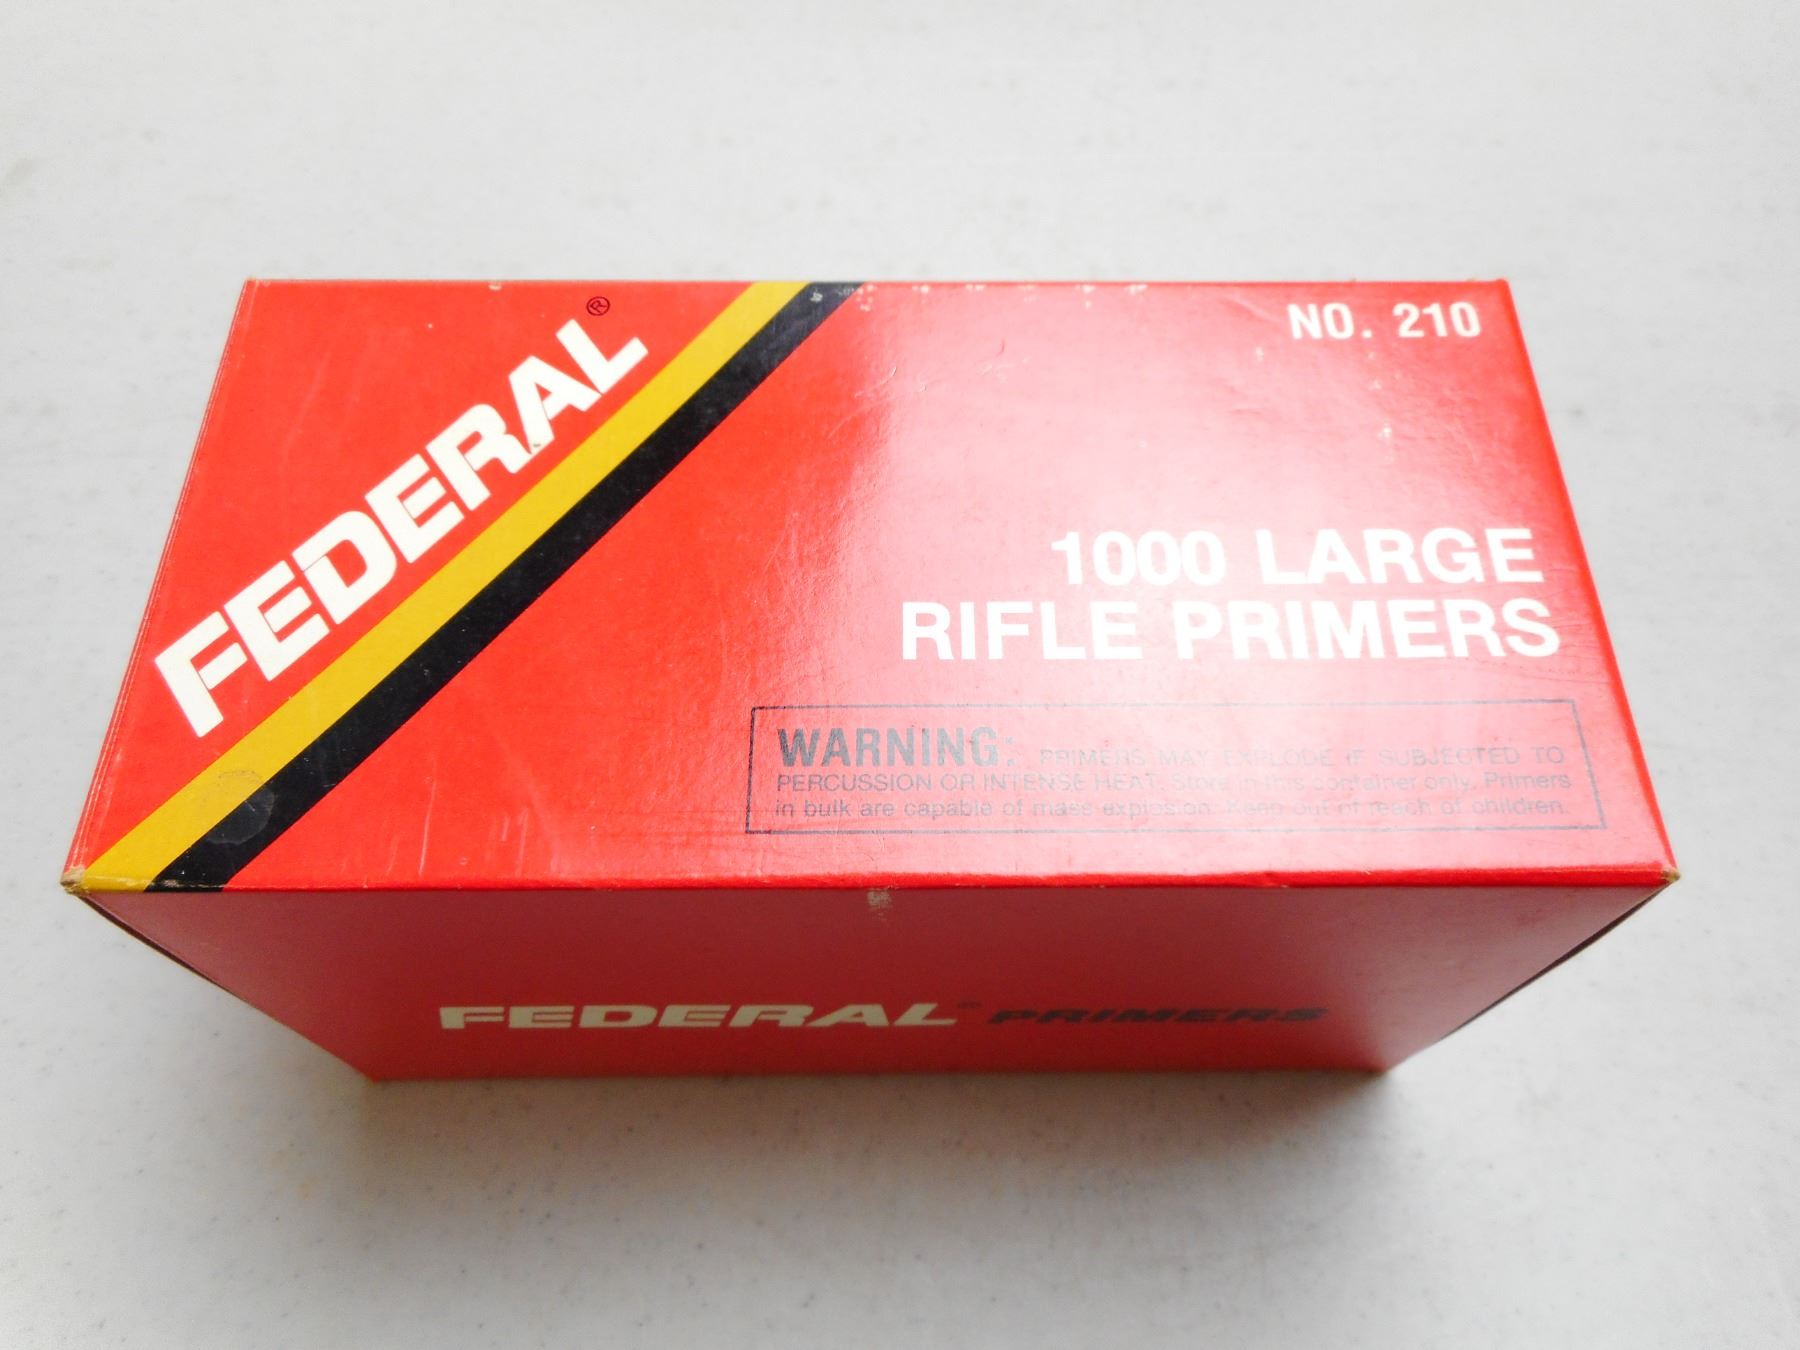 FEDERAL®
NO. 210
1000 LARGE
RIFLE PRIMERS
WARNING: PRIMERS MAY EXPLODE IF SUBJECTED TO
PERCUSSION OR INTENSE HEAT. Store in this container only. Primers
in bulk are capable of mass explosion. Keep out of reach of children.
FEDERAL® PRIMERS